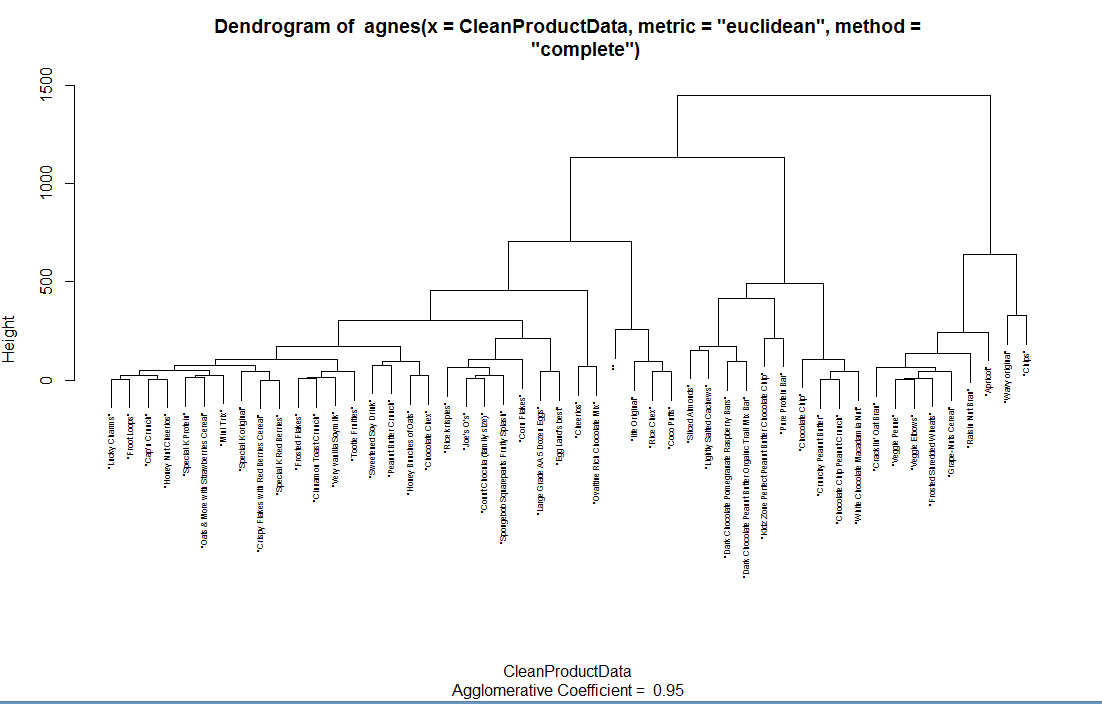 Dendrogram of agnes(x = CleanProductData, metric = "euclidean", method =
"complete")
Height
1500
1000
500
0
"Lucky Charms"
"Froot Loops"
"Cap'n Crunch"
"Honey Nut Cheerios"
"Special K Protein"
"Oats & More with Strawberries Cereal"
"Mini Trix"
"Special K original"
"Crispy Flakes with Red Berries Cereal"
"Special K Red Berries"
"Frosted Flakes"
"Cinnamon Toast Crunch"
"Very vanilla Soymilk"
"Tootie Fruities"
"Sweetened Soy Drink"
"Peanut Butter Crunch"
"Honey Bunches of Oats"
"Chocolate Chex"
"Rice Krispies"
"Joe's O's"
"Count Chocula (family size)"
"Spongebob Squarepants Fruity Splash"
"Corn Flakes"
"Large Grade AA 5 Dozen Eggs"
"Egg Land's best"
"Cheerios"
"Ovaltine Rich Chocolate Mix"
""
"life Original"
"Rice Chex"
"Coco Puffs"
"Sliced Almonds"
"Lightly Salted Cashews"
"Dark Chocolate Pomegranate Raspberry Bars"
"Dark Chocolate Peanut Butter Organic Trail Mix Bar"
"Kidz Zone Perfect Peanut Butter Chocolate Chip"
"Pure Protein Bar"
"Chocolate Chip"
"Crunchy Peanut Butter"
"Chocolate Chip Peanut Crunch"
"White Chocolate Macadamia Nut"
"Cracklin' Oat Bran"
"Veggie Penne"
"Veggie Elbows"
"Frosted Shredded Wheats"
"Grape-Nuts Cereal"
"Raisin Nut Bran"
"Apricot"
"Wavy original"
"Chips"
CleanProductData
Agglomerative Coefficient = 0.95